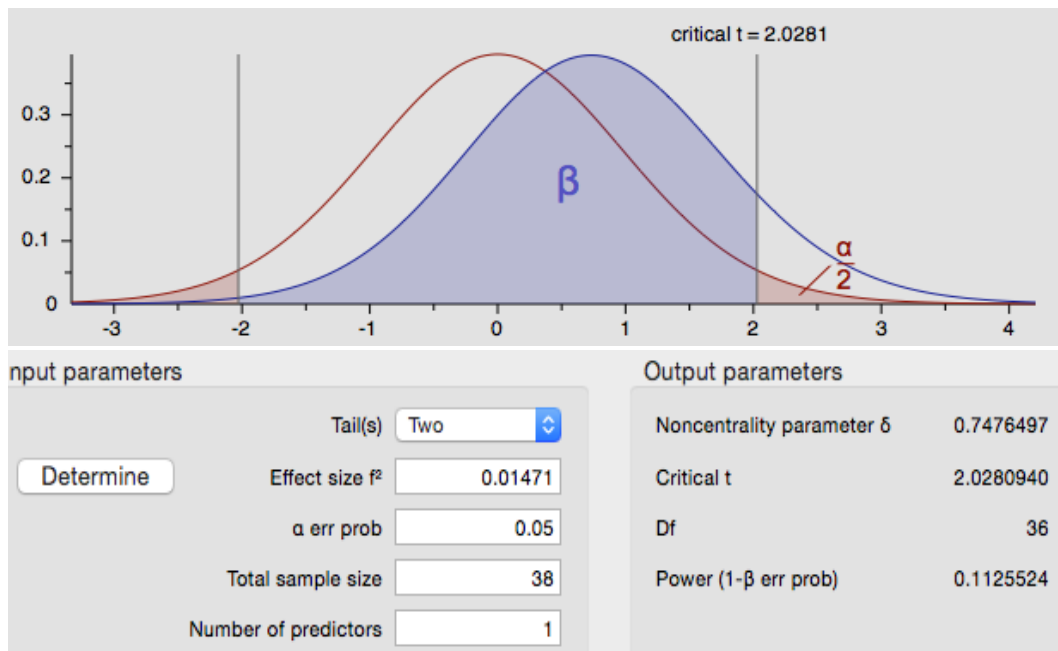 critical t = 2.0281
0.3
0.2
0.1
0
β
α
2
-3 -2 -1 0 1 2 3 4
nput parameters
Tail(s) Two
Determine Effect size f² 0.01471
α err prob 0.05
Total sample size 38
Number of predictors 1
Output parameters
Noncentrality parameter δ 0.7476497
Critical t 2.0280940
Df 36
Power (1-β err prob) 0.1125524